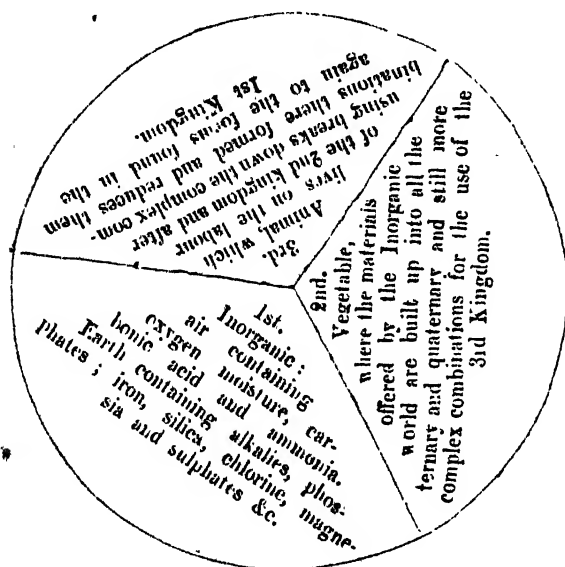 1st.
Inorganic:
air containing
oxygen moisture, car-
bonic acid and ammonia.
Earth containing alkalies, phos-
phates; iron, silica, chlorine, magne-
sia and sulphates &c.
2nd.
Vegetable,
where the materials
offered by the Inorganic
world are built up into all the
ternary and quaternary and still more
complex combinations for the use of the
3rd Kingdom.
3rd.
Animal, which
lives on the labour
of the 2nd kingdom and after
using breaks down the complex com-
binations there formed and reduces them
again to the forms found in the
1st Kingdom.